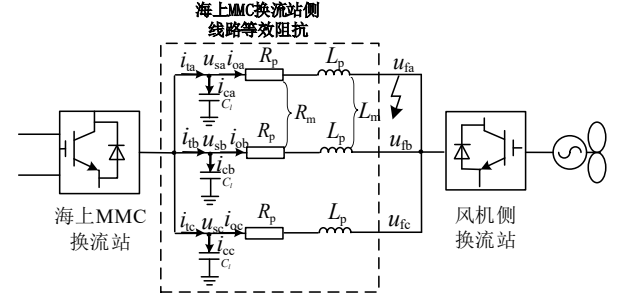 海上MMC换流站侧
线路等效阻抗
i_ta u_sa i_oa R_p L_p u_fa
i_ca
C_l
R_m L_m
i_tb u_sb i_ob R_p L_p u_fb
i_cb
C_l
海上MMC
换流站
风机侧
换流站
i_tc u_sc i_oc R_p L_p u_fc
i_cc
C_l